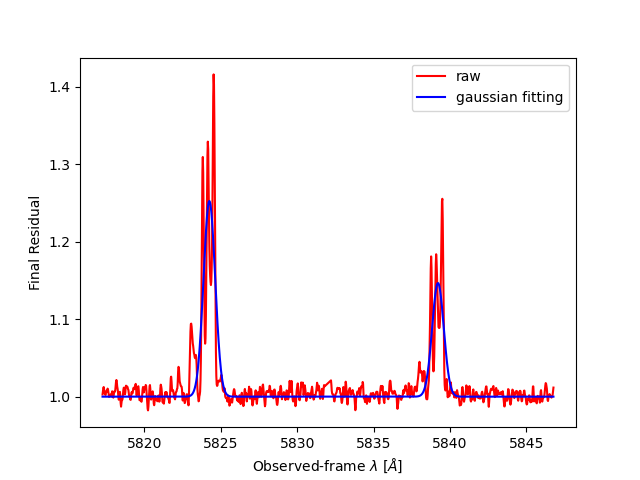 raw
gaussian fitting
1.4
1.3
1.2
1.1
1.0
Final Residual
5820 5825 5830 5835 5840 5845
Observed-frame λ [Å]